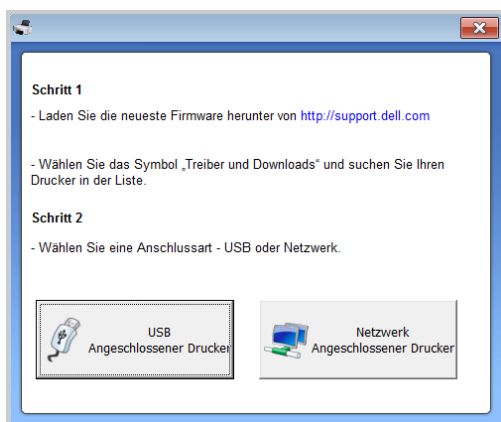 Schritt 1
- Laden Sie die neueste Firmware herunter von http://support.dell.com
- Wählen Sie das Symbol „Treiber und Downloads“ und suchen Sie Ihren
Drucker in der Liste.
Schritt 2
- Wählen Sie eine Anschlussart - USB oder Netzwerk.
USB
Angeschlossener Drucker
Netzwerk
Angeschlossener Drucker